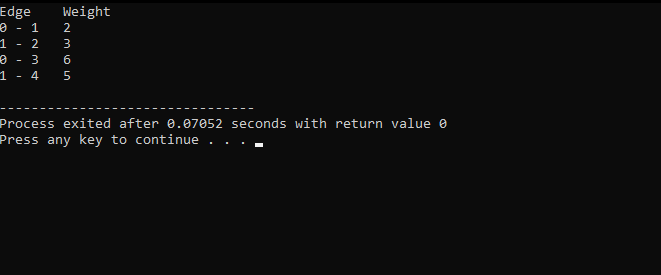 Edge    Weight
0 - 1   2
1 - 2   3
0 - 3   6
1 - 4   5
--------------------------------
Process exited after 0.07052 seconds with return value 0
Press any key to continue . . .